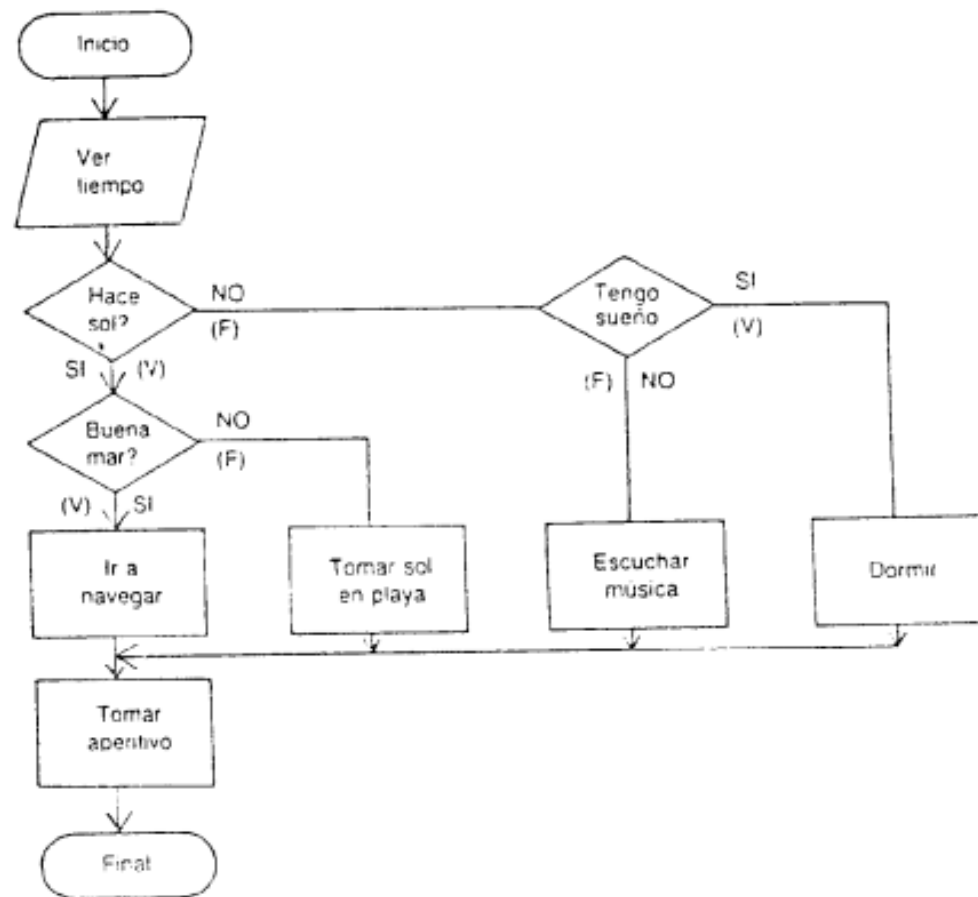 Inicio
Ver
tiempo
Hace
sol?
NO
(F)
Tengo
sueño
SI
(V)
SI
(V)
(F)
NO
Buena
mar?
NO
(F)
(V)
SI
Ir a
navegar
Tomar sol
en playa
Escuchar
música
Dormir
Tomar
aperitivo
Final